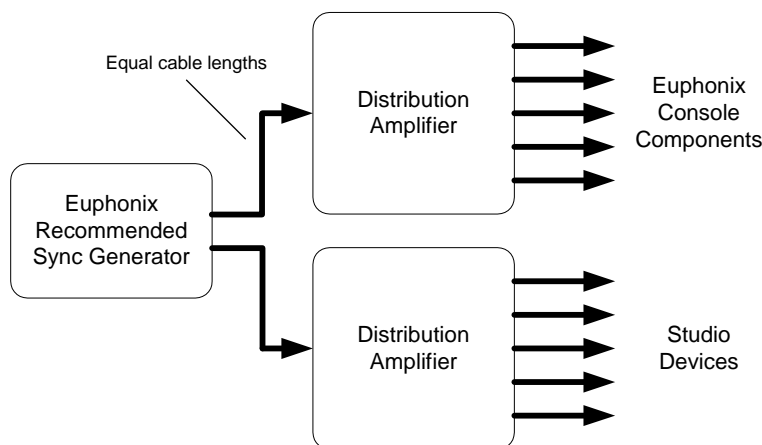 Equal cable lengths
Distribution
Amplifier
Euphonix
Console
Components
Euphonix
Recommended
Sync Generator
Distribution
Amplifier
Studio
Devices